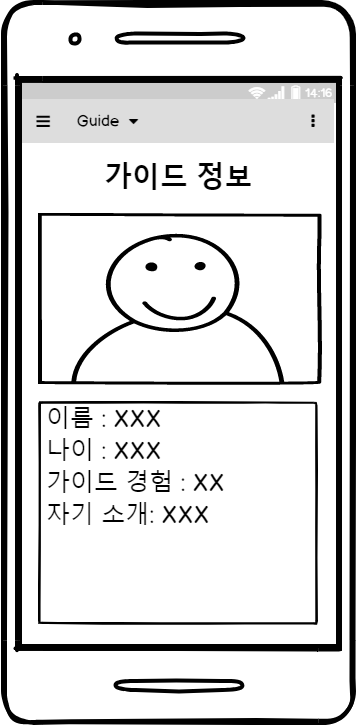 14:16
Guide
가이드 정보
이름 : XXX
나이 : XXX
가이드 경험 : XX
자기 소개: XXX